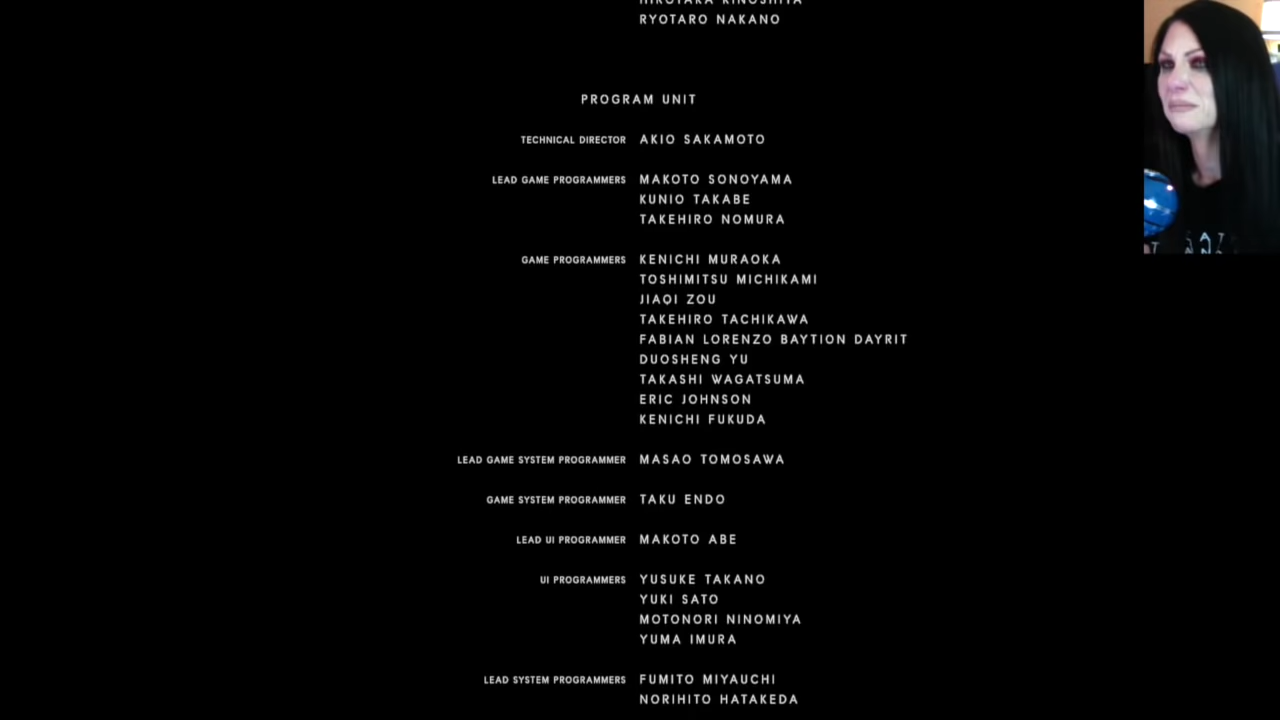 RYOTARO NAKANO
PROGRAM UNIT
TECHNICAL DIRECTOR AKIO SAKAMOTO
LEAD GAME PROGRAMMERS MAKOTO SONOYAMA
KUNIO TAKABE
TAKEHIRO NOMURA
GAME PROGRAMMERS KENICHI MURAOKA
TOSHIMITSU MICHIKAMI
JIAQI ZOU
TAKEHIRO TACHIKAWA
FABIAN LORENZO BAYTION DAYRIT
DUOSHENG YU
TAKASHI WAGATSUMA
ERIC JOHNSON
KENICHI FUKUDA
LEAD GAME SYSTEM PROGRAMMER MASAO TOMOSAWA
GAME SYSTEM PROGRAMMER TAKU ENDO
LEAD UI PROGRAMMER MAKOTO ABE
UI PROGRAMMERS YUSUKE TAKANO
YUKI SATO
MOTONORI NINOMIYA
YUMA IMURA
LEAD SYSTEM PROGRAMMERS FUMITO MIYAUCHI
NORIHITO HATAKEDA